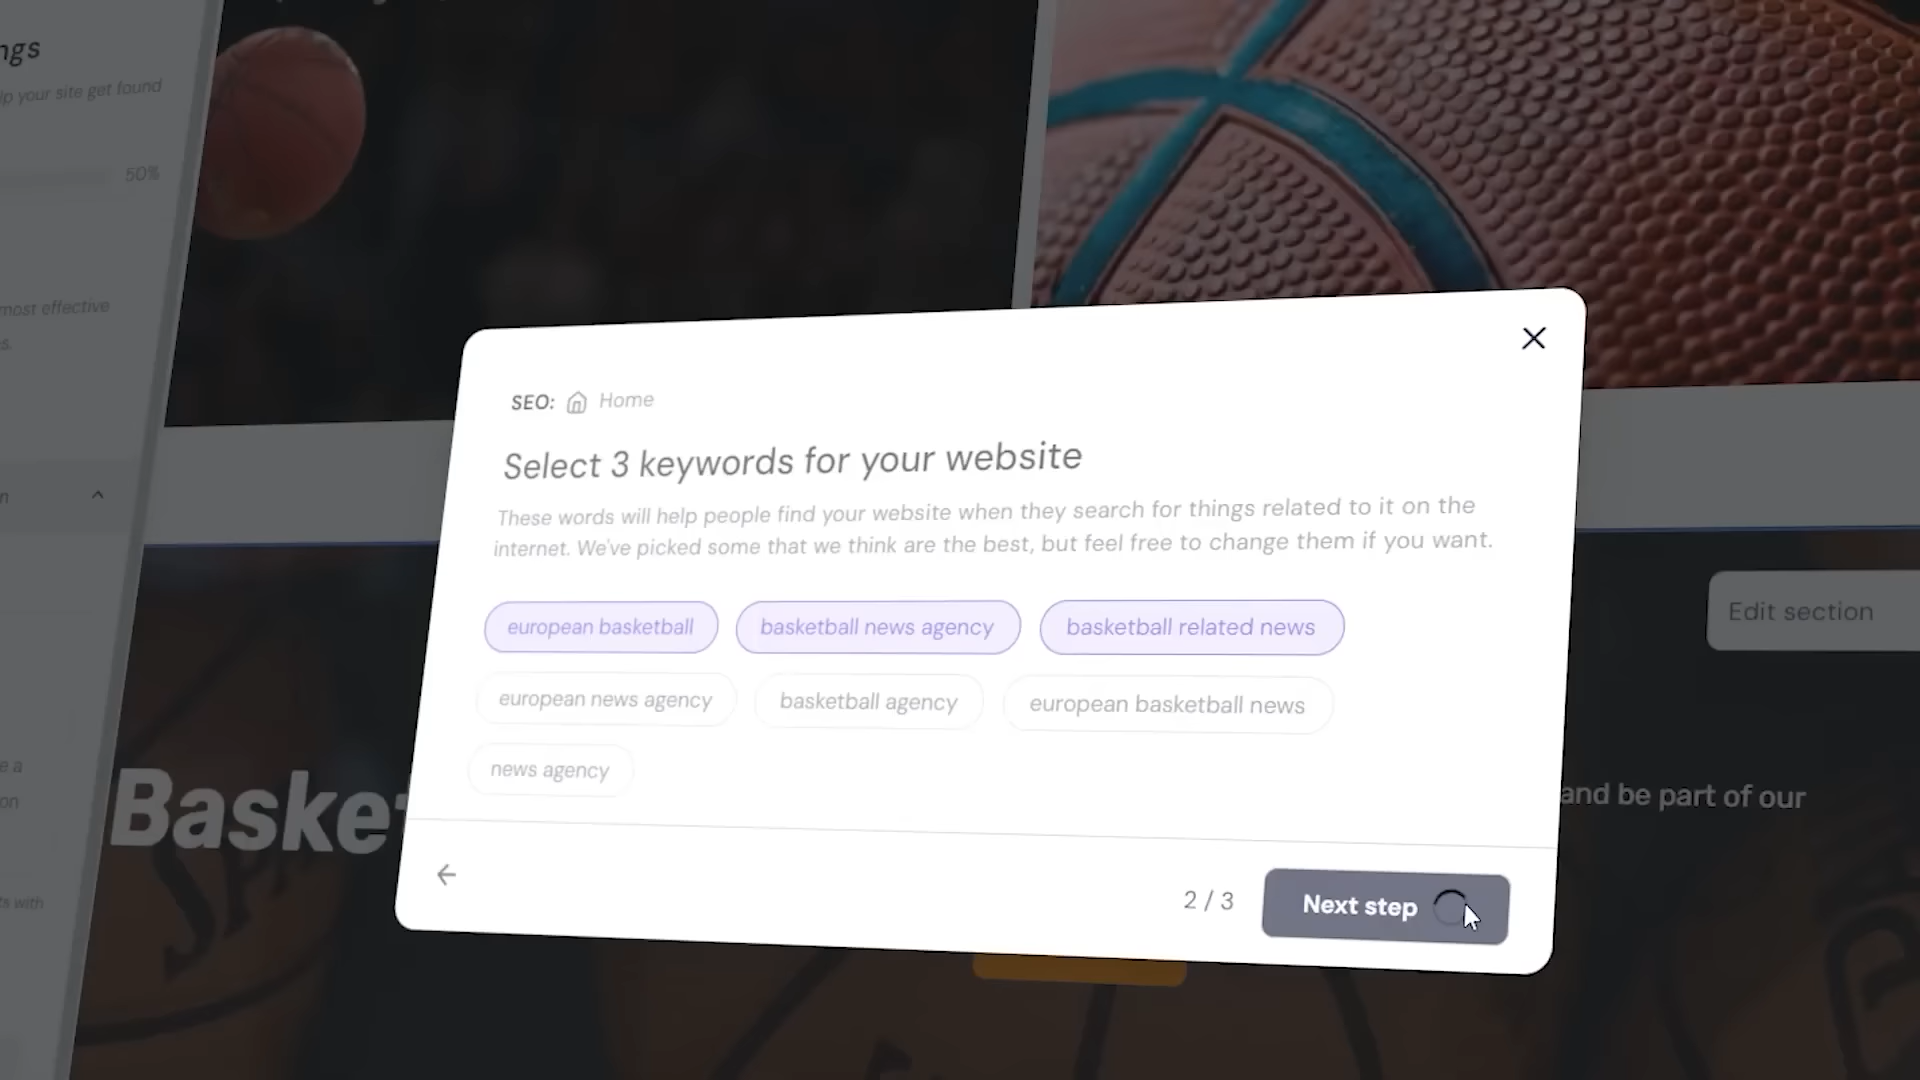 ngs
ip your site get found
50%
most effective
s.
n
SEO: Home
Select 3 keywords for your website
These words will help people find your website when they search for things related to it on the
internet. We've picked some that we think are the best, but feel free to change them if you want.
european basketball
basketball news agency
basketball related news
european news agency
basketball agency
european basketball news
news agency
2 / 3
Next step
Edit section
Basket
and be part of our
e a
on
ts with